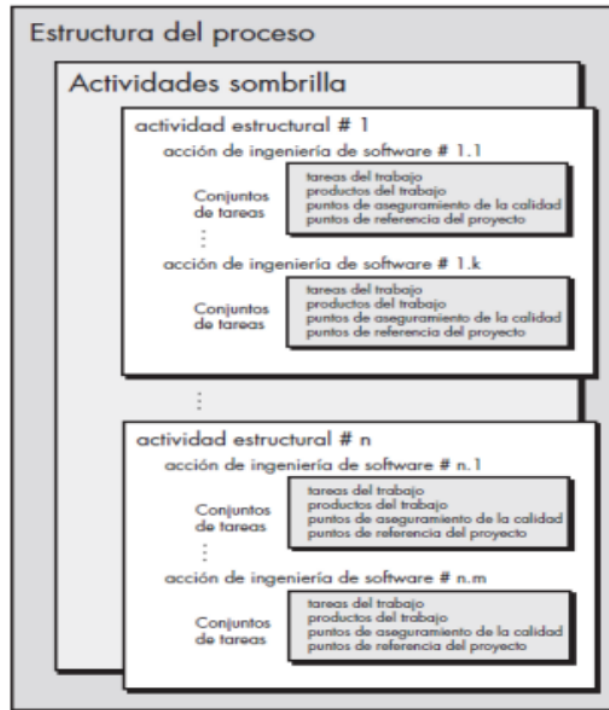 Estructura del proceso
Actividades sombrilla
actividad estructural # 1
acción de ingeniería de software # 1.1
Conjuntos
de tareas
tareas del trabajo
productos del trabajo
puntos de aseguramiento de la calidad
puntos de referencia del proyecto
acción de ingeniería de software # 1.k
Conjuntos
de tareas
tareas del trabajo
productos del trabajo
puntos de aseguramiento de la calidad
puntos de referencia del proyecto
actividad estructural # n
acción de ingeniería de software # n.1
Conjuntos
de tareas
tareas del trabajo
productos del trabajo
puntos de aseguramiento de la calidad
puntos de referencia del proyecto
acción de ingeniería de software # n.m
Conjuntos
de tareas
tareas del trabajo
productos del trabajo
puntos de aseguramiento de la calidad
puntos de referencia del proyecto